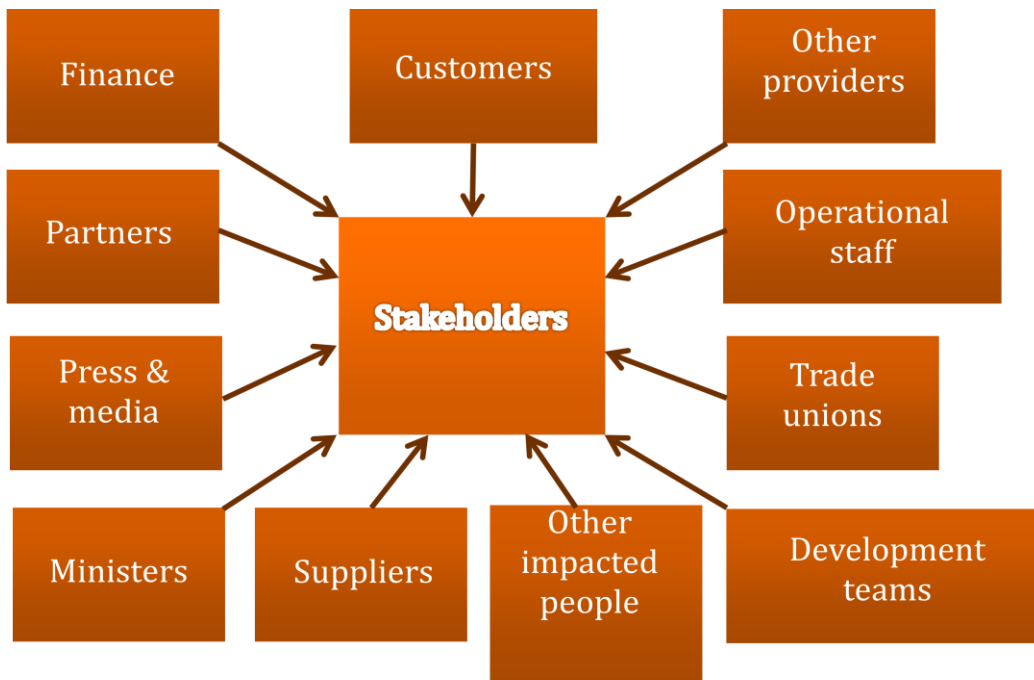 Finance
Customers
Other
providers
Partners
Operational
staff
Stakeholders
Press &
media
Trade
unions
Ministers
Suppliers
Other
impacted
people
Development
teams